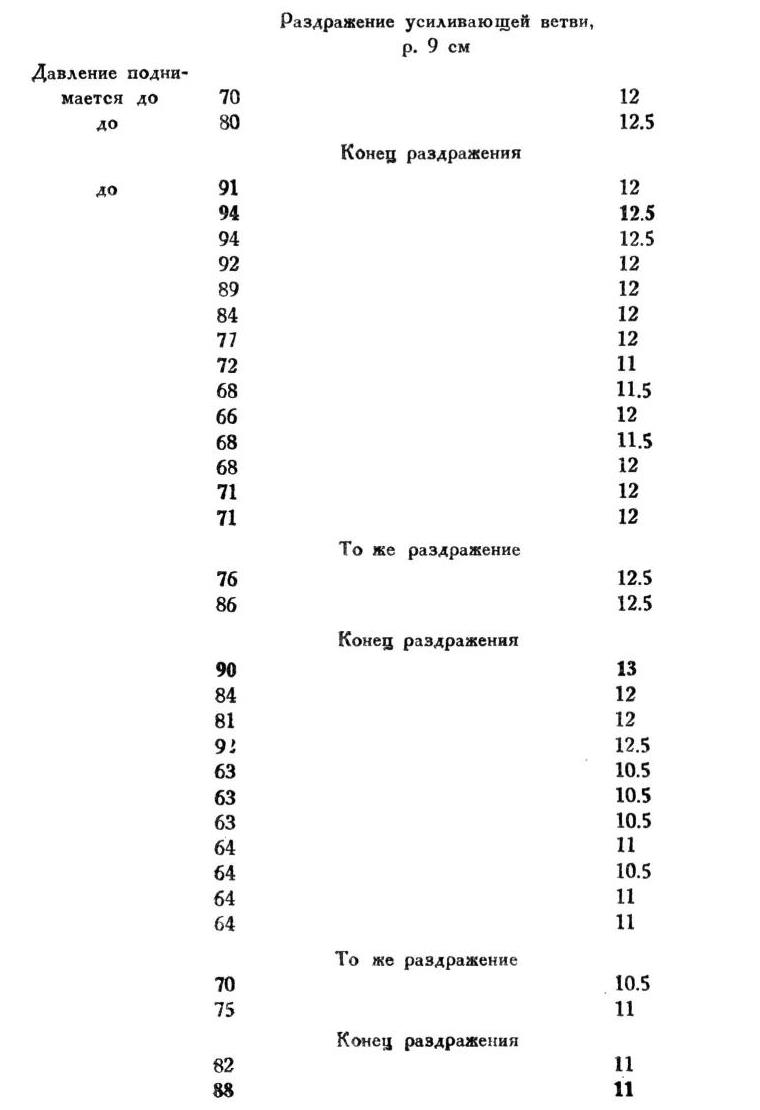 Раздражение усиливающей ветви,
р. 9 см
Давление подни-
мается до 70 12
до 80 12.5
Конец раздражения
до 91 12
94 12.5
94 12.5
92 12
89 12
84 12
77 12
72 11
68 11.5
66 12
68 11.5
68 12
71 12
71 12
То же раздражение
76 12.5
86 12.5
Конец раздражения
90 13
84 12
81 12
92 12.5
63 10.5
63 10.5
63 10.5
64 11
64 10.5
64 11
64 11
То же раздражение
70 10.5
75 11
Конец раздражения
82 11
88 11